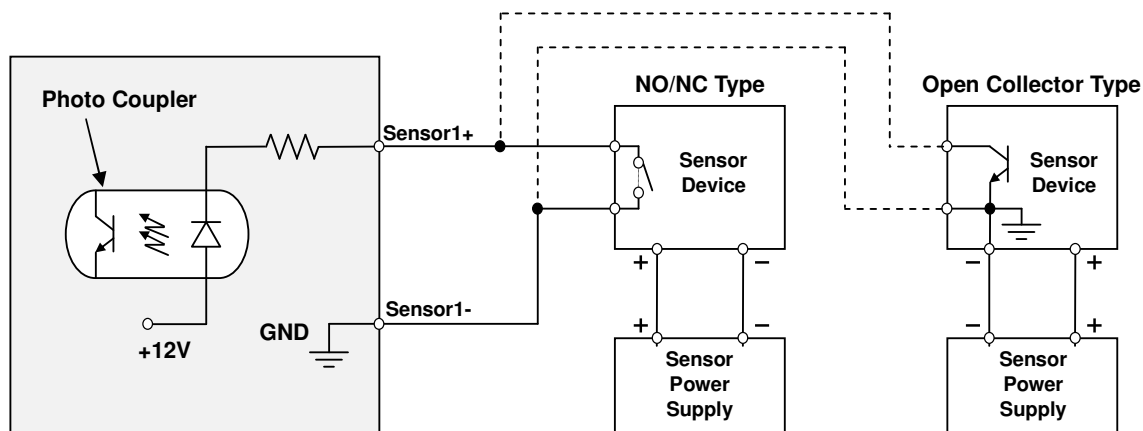 NO/NC Type
Open Collector Type
Photo Coupler
Sensor1+
Sensor
Device
Sensor
Device
+
–
–
+
Sensor1-
GND
+12V
+
–
–
+
Sensor
Power
Supply
Sensor
Power
Supply